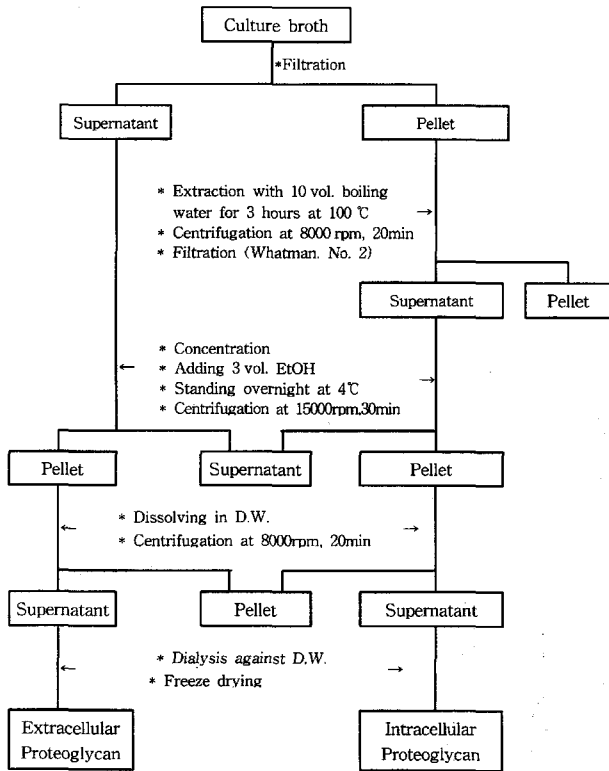 Culture broth
*Filtration
Supernatant
Pellet
* Extraction with 10 vol. boiling
water for 3 hours at 100 ℃
* Centrifugation at 8000 rpm, 20min
* Filtration (Whatman. No. 2)
→
Supernatant
Pellet
* Concentration
← * Adding 3 vol. EtOH
* Standing overnight at 4℃ →
* Centrifugation at 15000rpm,30min
Pellet
Supernatant
Pellet
← * Dissolving in D.W. →
* Centrifugation at 8000rpm, 20min
Supernatant
Pellet
Supernatant
← * Dialysis against D.W. →
* Freeze drying
Extracellular
Proteoglycan
Intracellular
Proteoglycan